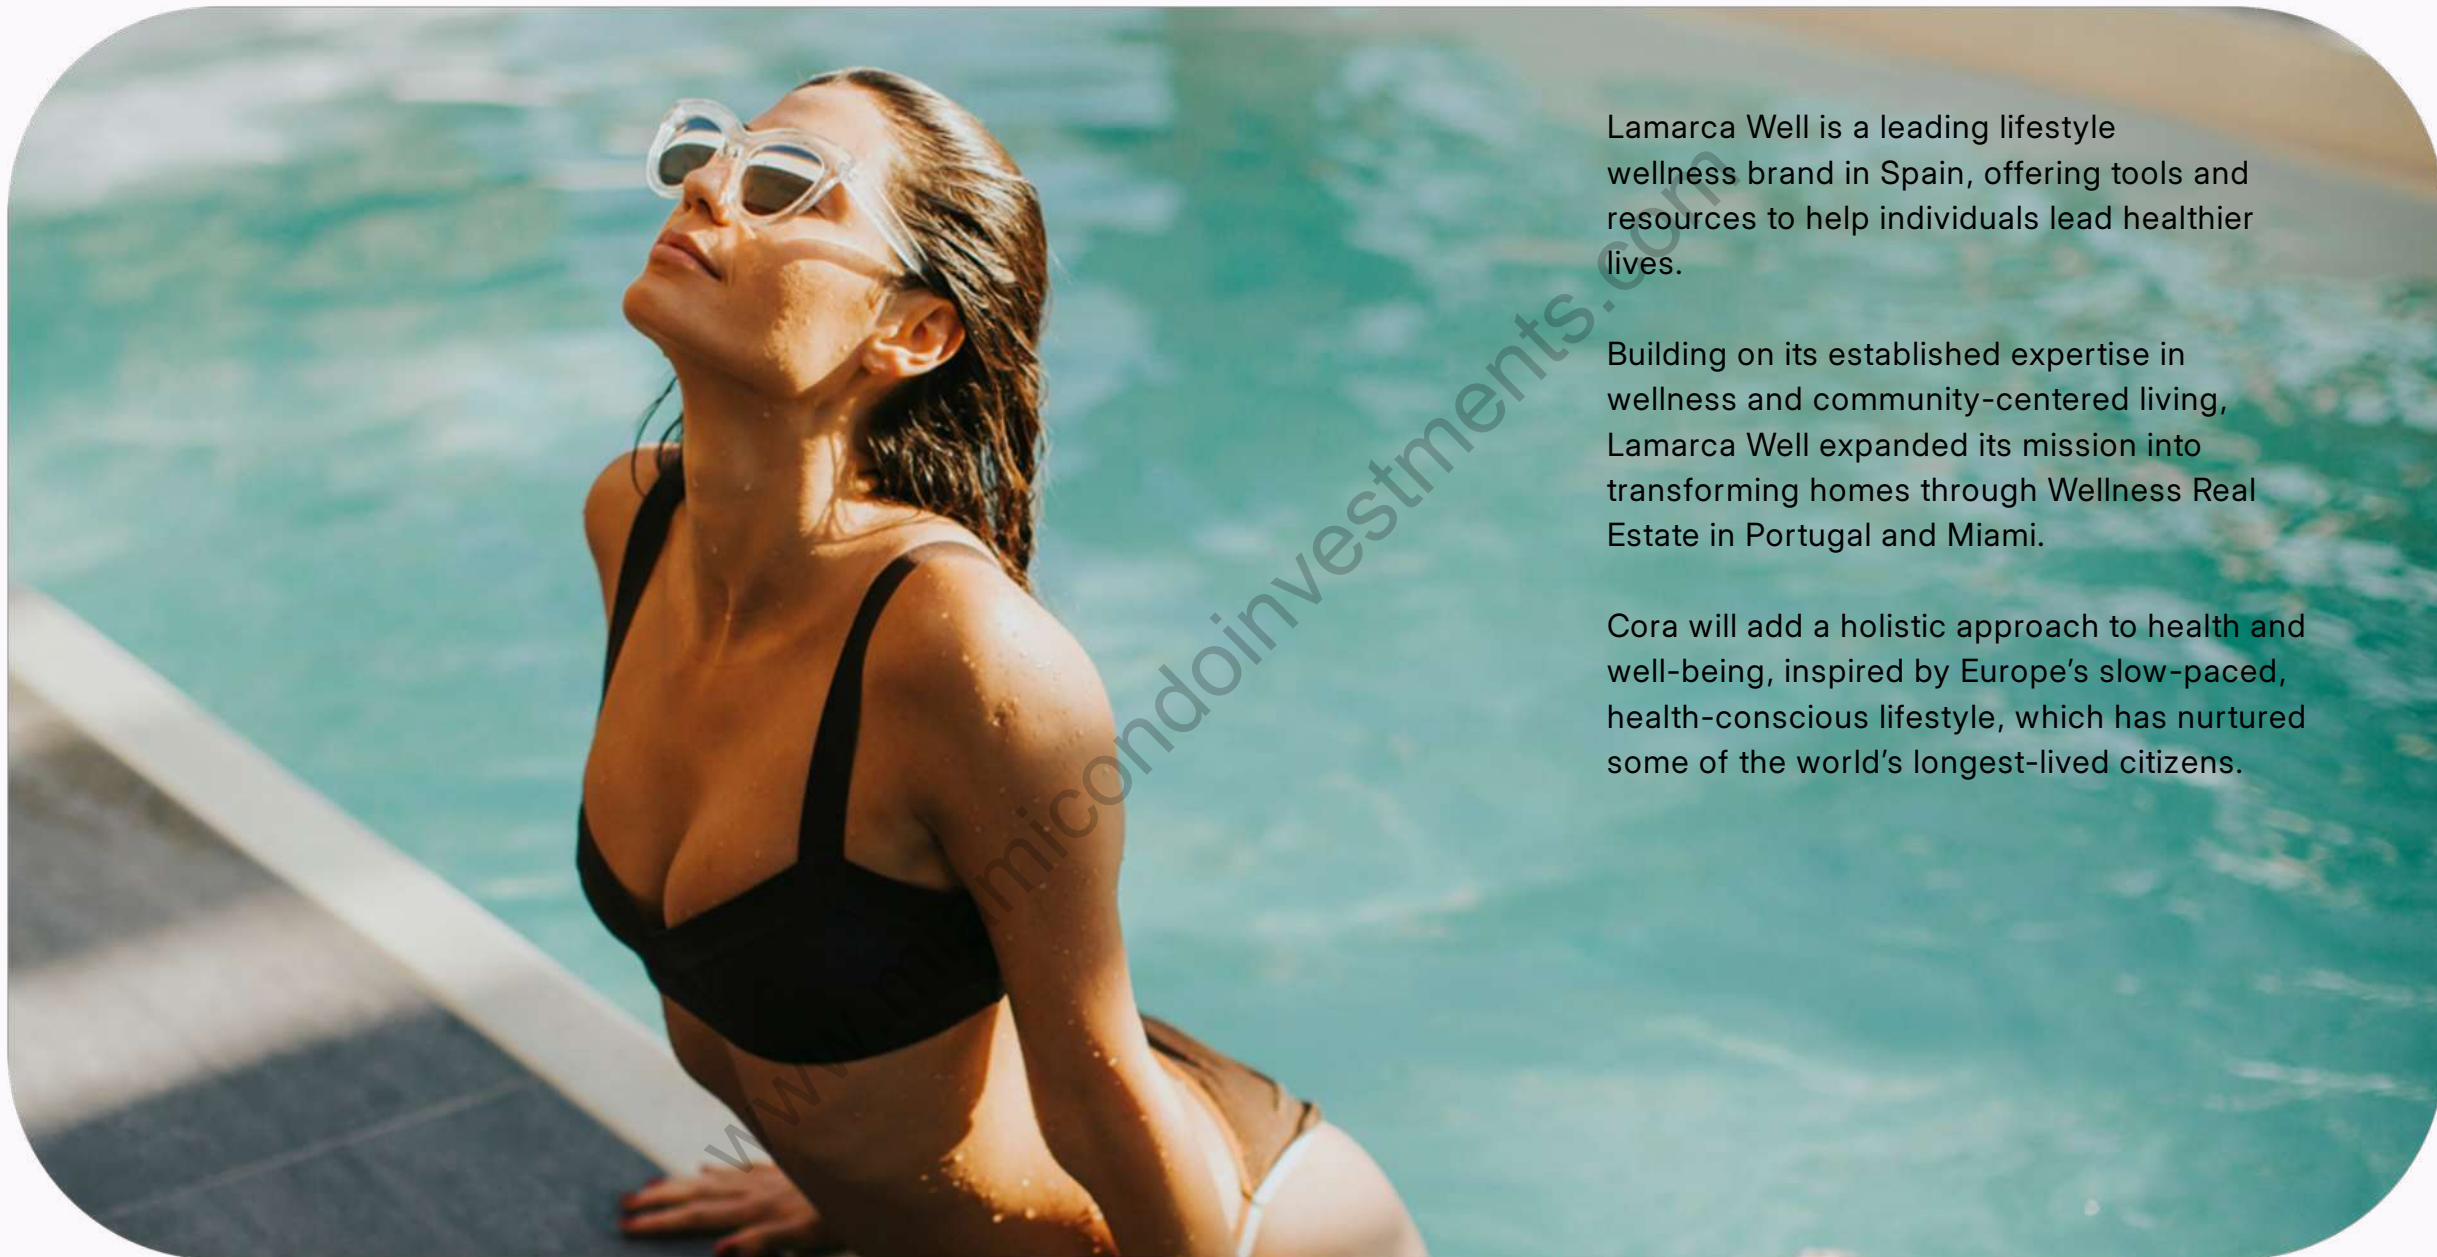 Lamarca Well is a leading lifestyle
wellness brand in Spain, offering tools and
resources to help individuals lead healthier
lives.
Building on its established expertise in
wellness and community-centered living,
Lamarca Well expanded its mission into
transforming homes through Wellness Real
Estate in Portugal and Miami.
Cora will add a holistic approach to health and
well-being, inspired by Europe's slow-paced,
health-conscious lifestyle, which has nurtured
some of the world's longest-lived citizens.
www.miamicondoinvestments.com